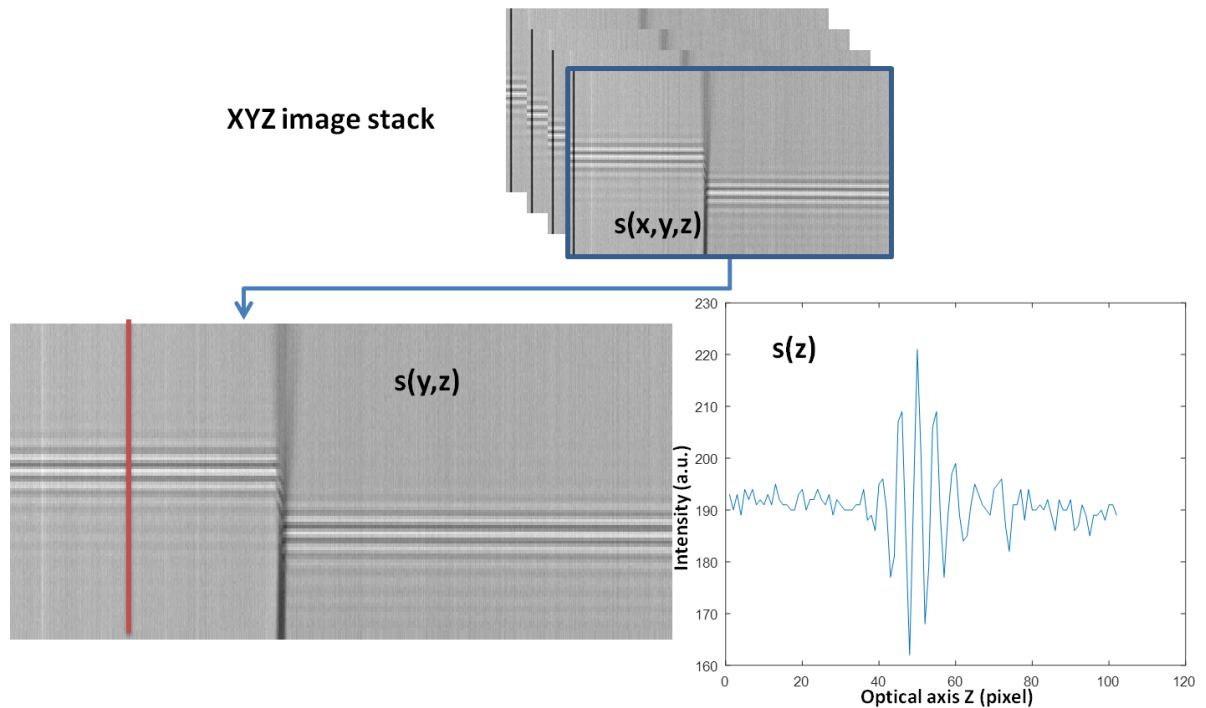 XYZ image stack
s(x,y,z)
s(y,z)
s(z)
230
220
210
200
190
180
170
160
Intensity (a.u.)
0
20
40
60
80
100
120
Optical axis Z (pixel)